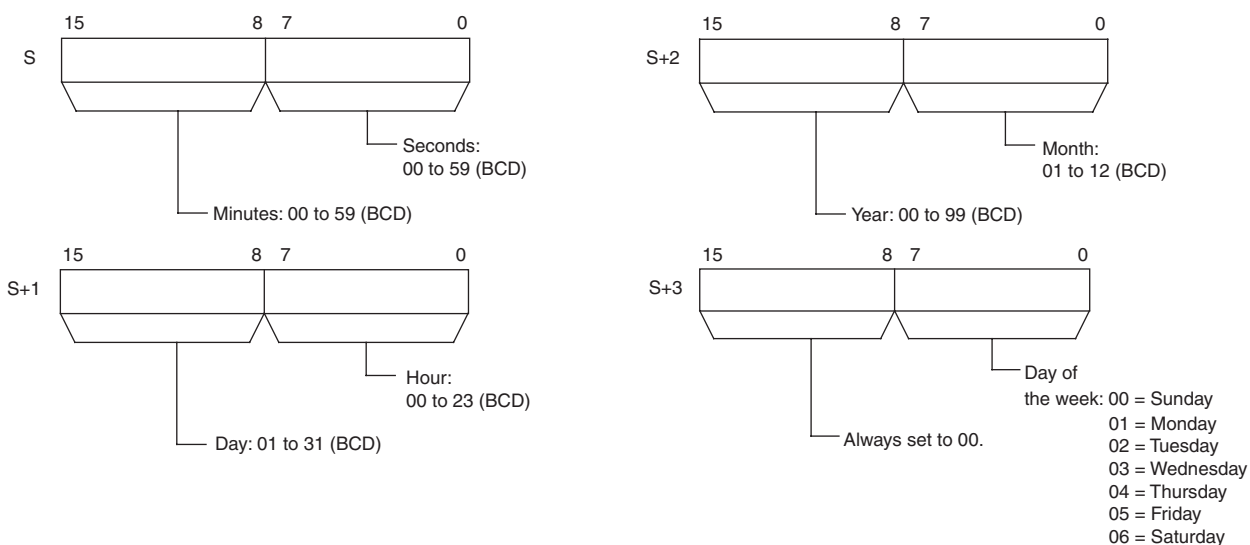 15 8 7 0
S
Seconds:
00 to 59 (BCD)
Minutes: 00 to 59 (BCD)
15 8 7 0
S+1
Hour:
00 to 23 (BCD)
Day: 01 to 31 (BCD)
15 8 7 0
S+2
Month:
01 to 12 (BCD)
Year: 00 to 99 (BCD)
15 8 7 0
S+3
Day of
the week: 00 = Sunday
01 = Monday
02 = Tuesday
03 = Wednesday
04 = Thursday
05 = Friday
06 = Saturday
Always set to 00.